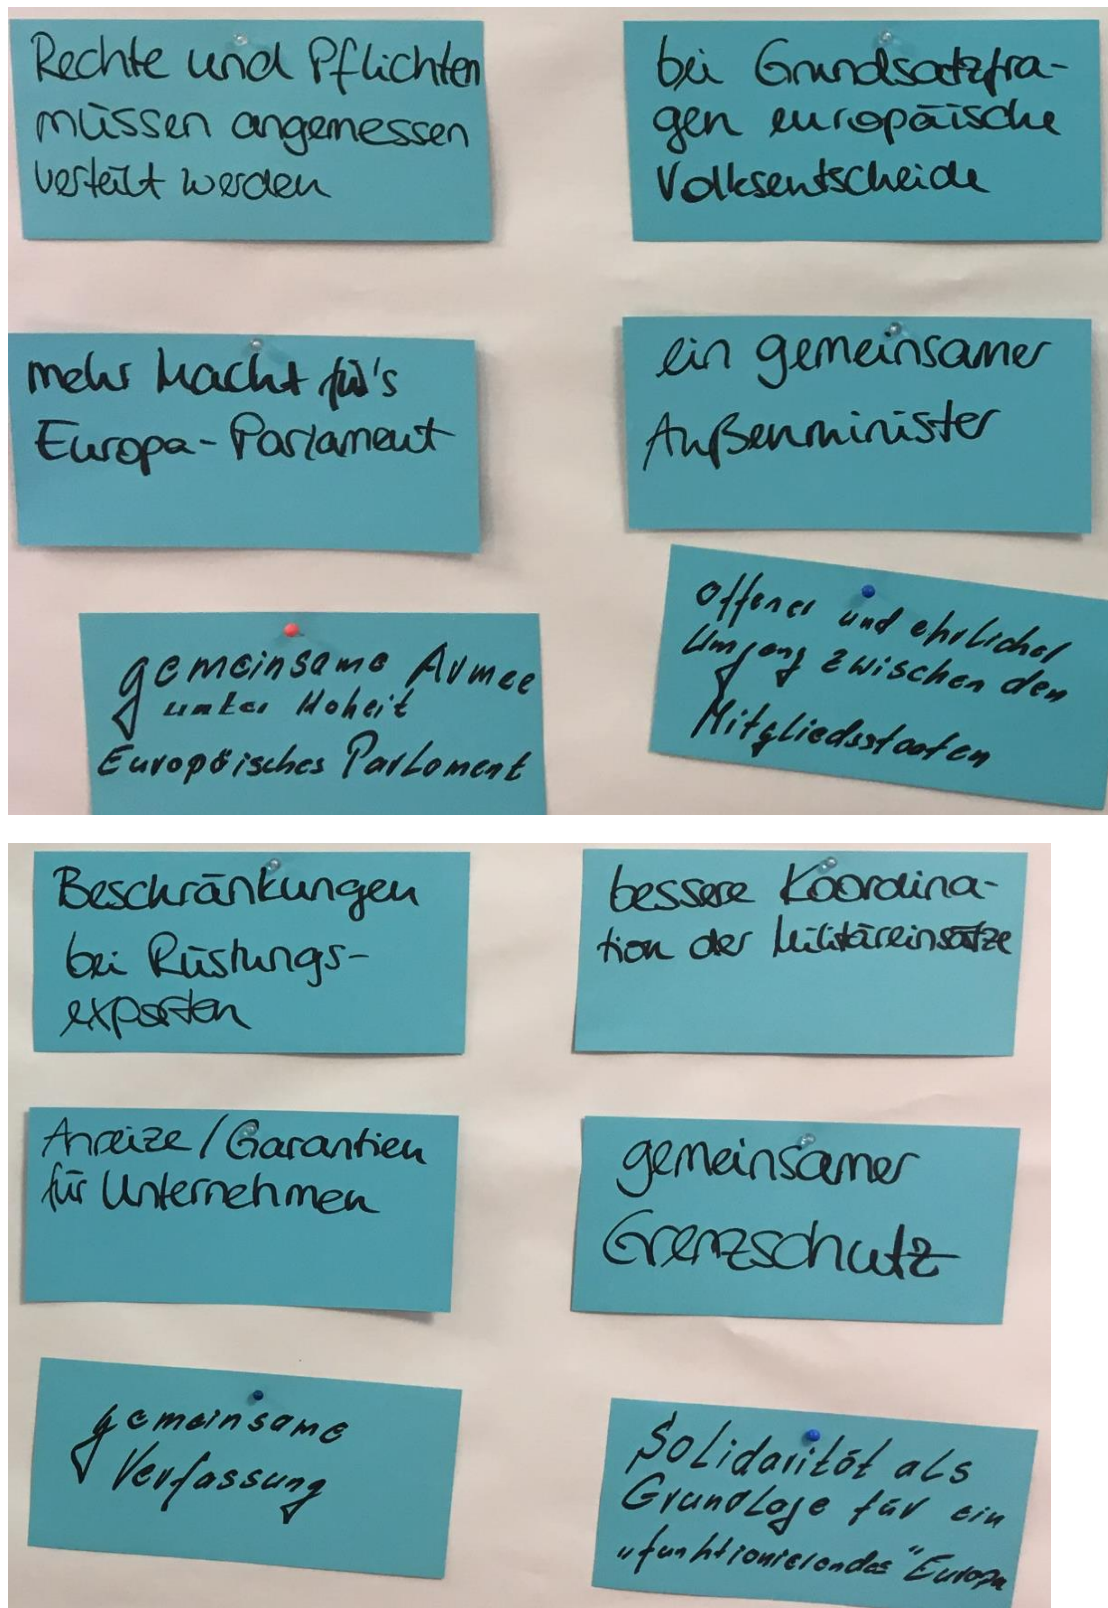 Rechte und Pflichten
müssen angemessen
verteilt werden
bei Grundsatzfra-
gen europäische
Volksentscheide
mehr Macht für's
Europa-Parlament
ein gemeinsamer
Außenminister
gemeinsame Armee
unter Hoheit
Europäisches Parlament
Offener und ehrlicher
Umgang zwischen den
Mitgliedsstaaten
Beschränkungen
bei Rüstungs-
exporten
bessere Koordina-
tion der Militäreinsätze
Anreize/Garantien
für Unternehmen
gemeinsamer
Grenzschutz
gemeinsame
Verfassung
Solidarität als
Grundlage für ein
„funktionierendes" Europa